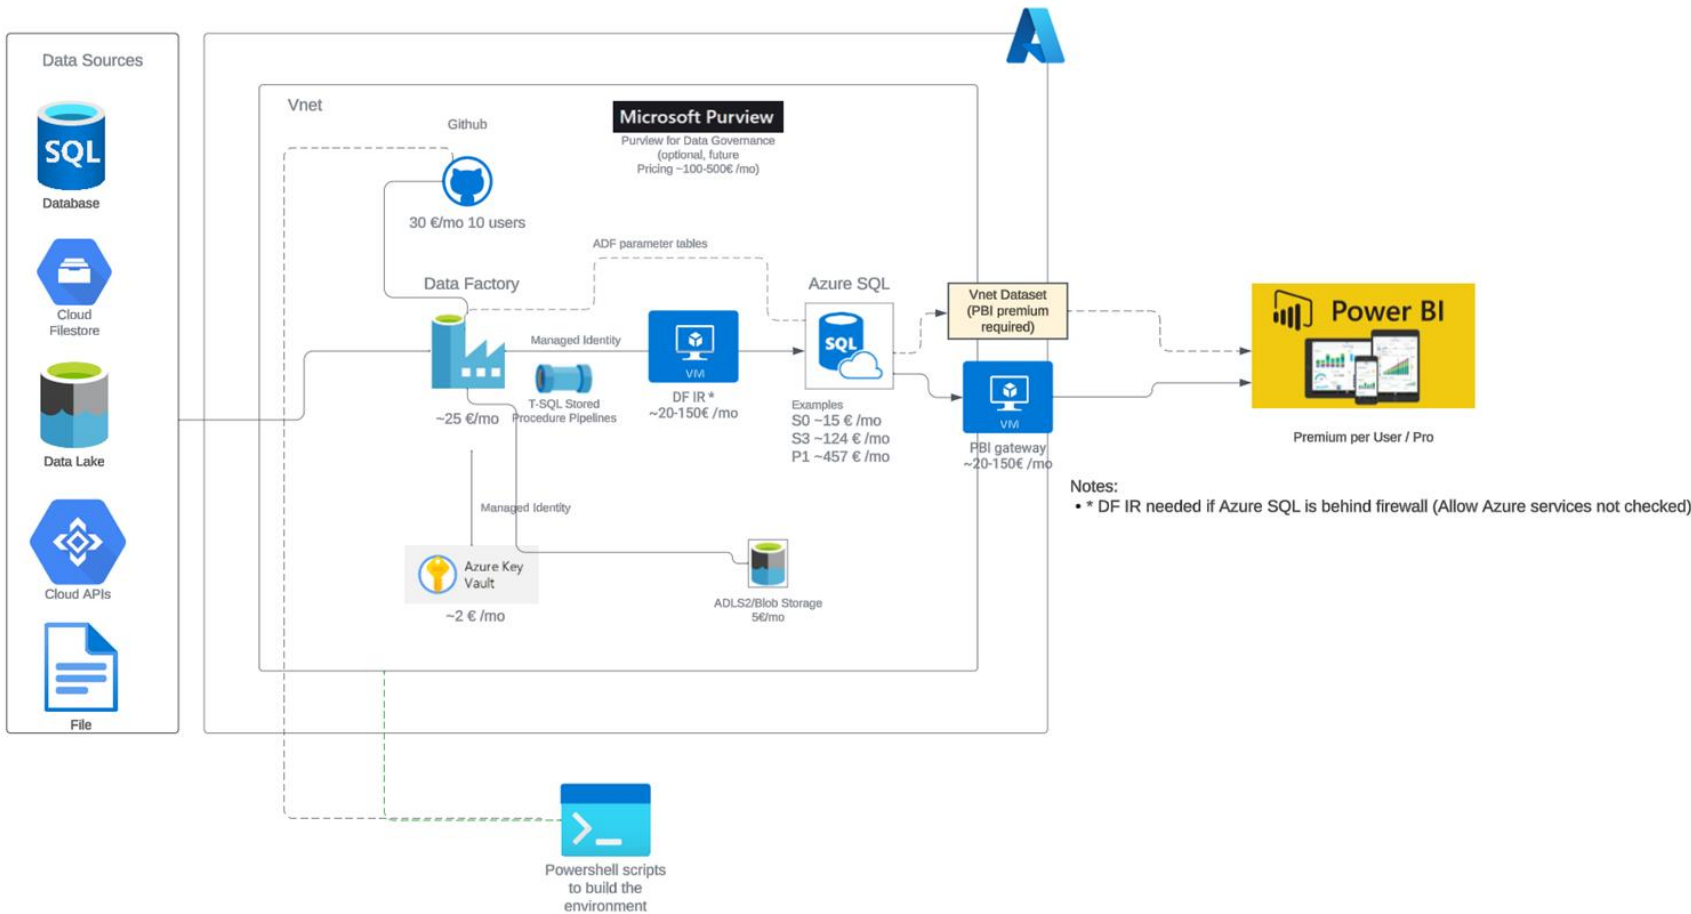 Data Sources
SQL
Database
Cloud
Filestore
Data Lake
Cloud APIs
File
Vnet
Github
30 €/mo 10 users
Microsoft Purview
Purview for Data Governance
(optional, future
Pricing ~100-500€ /mo)
ADF parameter tables
Data Factory
~25 €/mo
Managed Identity
T-SQL Stored
Procedure Pipelines
VM
DF IR *
~20-150€ /mo
Azure SQL
SQL
Examples
S0 ~15 € /mo
S3 ~124 € /mo
P1 ~457 € /mo
Vnet Dataset
(PBI premium
required)
VM
PBI gateway
~20-150€ /mo
Power BI
Premium per User / Pro
Notes:
• * DF IR needed if Azure SQL is behind firewall (Allow Azure services not checked)
Managed Identity
Azure Key
Vault
~2 € /mo
ADLS2/Blob Storage
5€/mo
Powershell scripts
to build the
environment